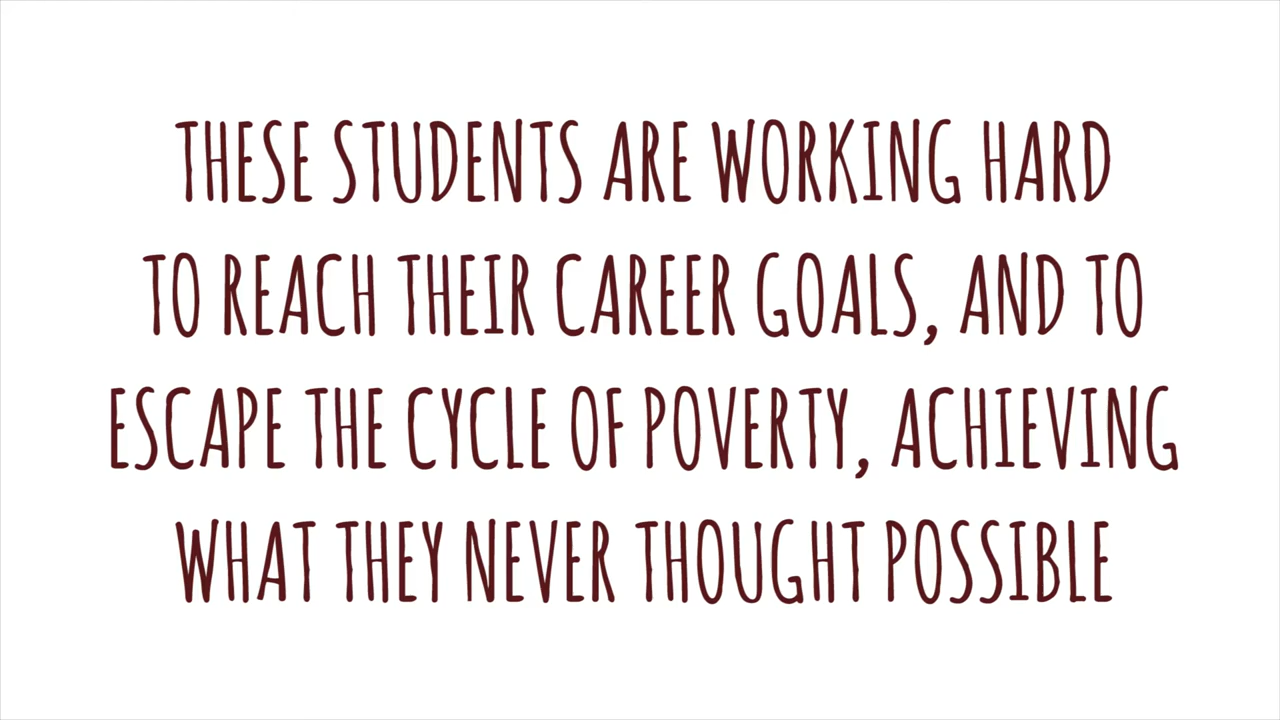 THESE STUDENTS ARE WORKING HARD
TO REACH THEIR CAREER GOALS, AND TO
ESCAPE THE CYCLE OF POVERTY, ACHIEVING
WHAT THEY NEVER THOUGHT POSSIBLE